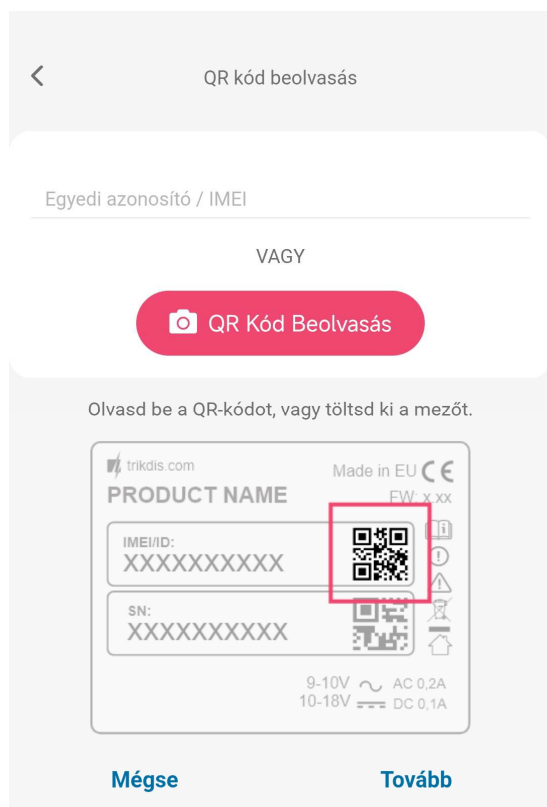 QR kód beolvasás
Egyedi azonosító / IMEI
VAGY
QR Kód Beolvasás
Olvasd be a QR-kódot, vagy töltsd ki a mezőt.
trikdis.com
Made in EU CE
PRODUCT NAME
FW: x.xx
IMEI/ID:
XXXXXXXXXX
SN:
XXXXXXXXXX
9-10V AC 0,2A
10-18V DC 0,1A
Mégse
Tovább